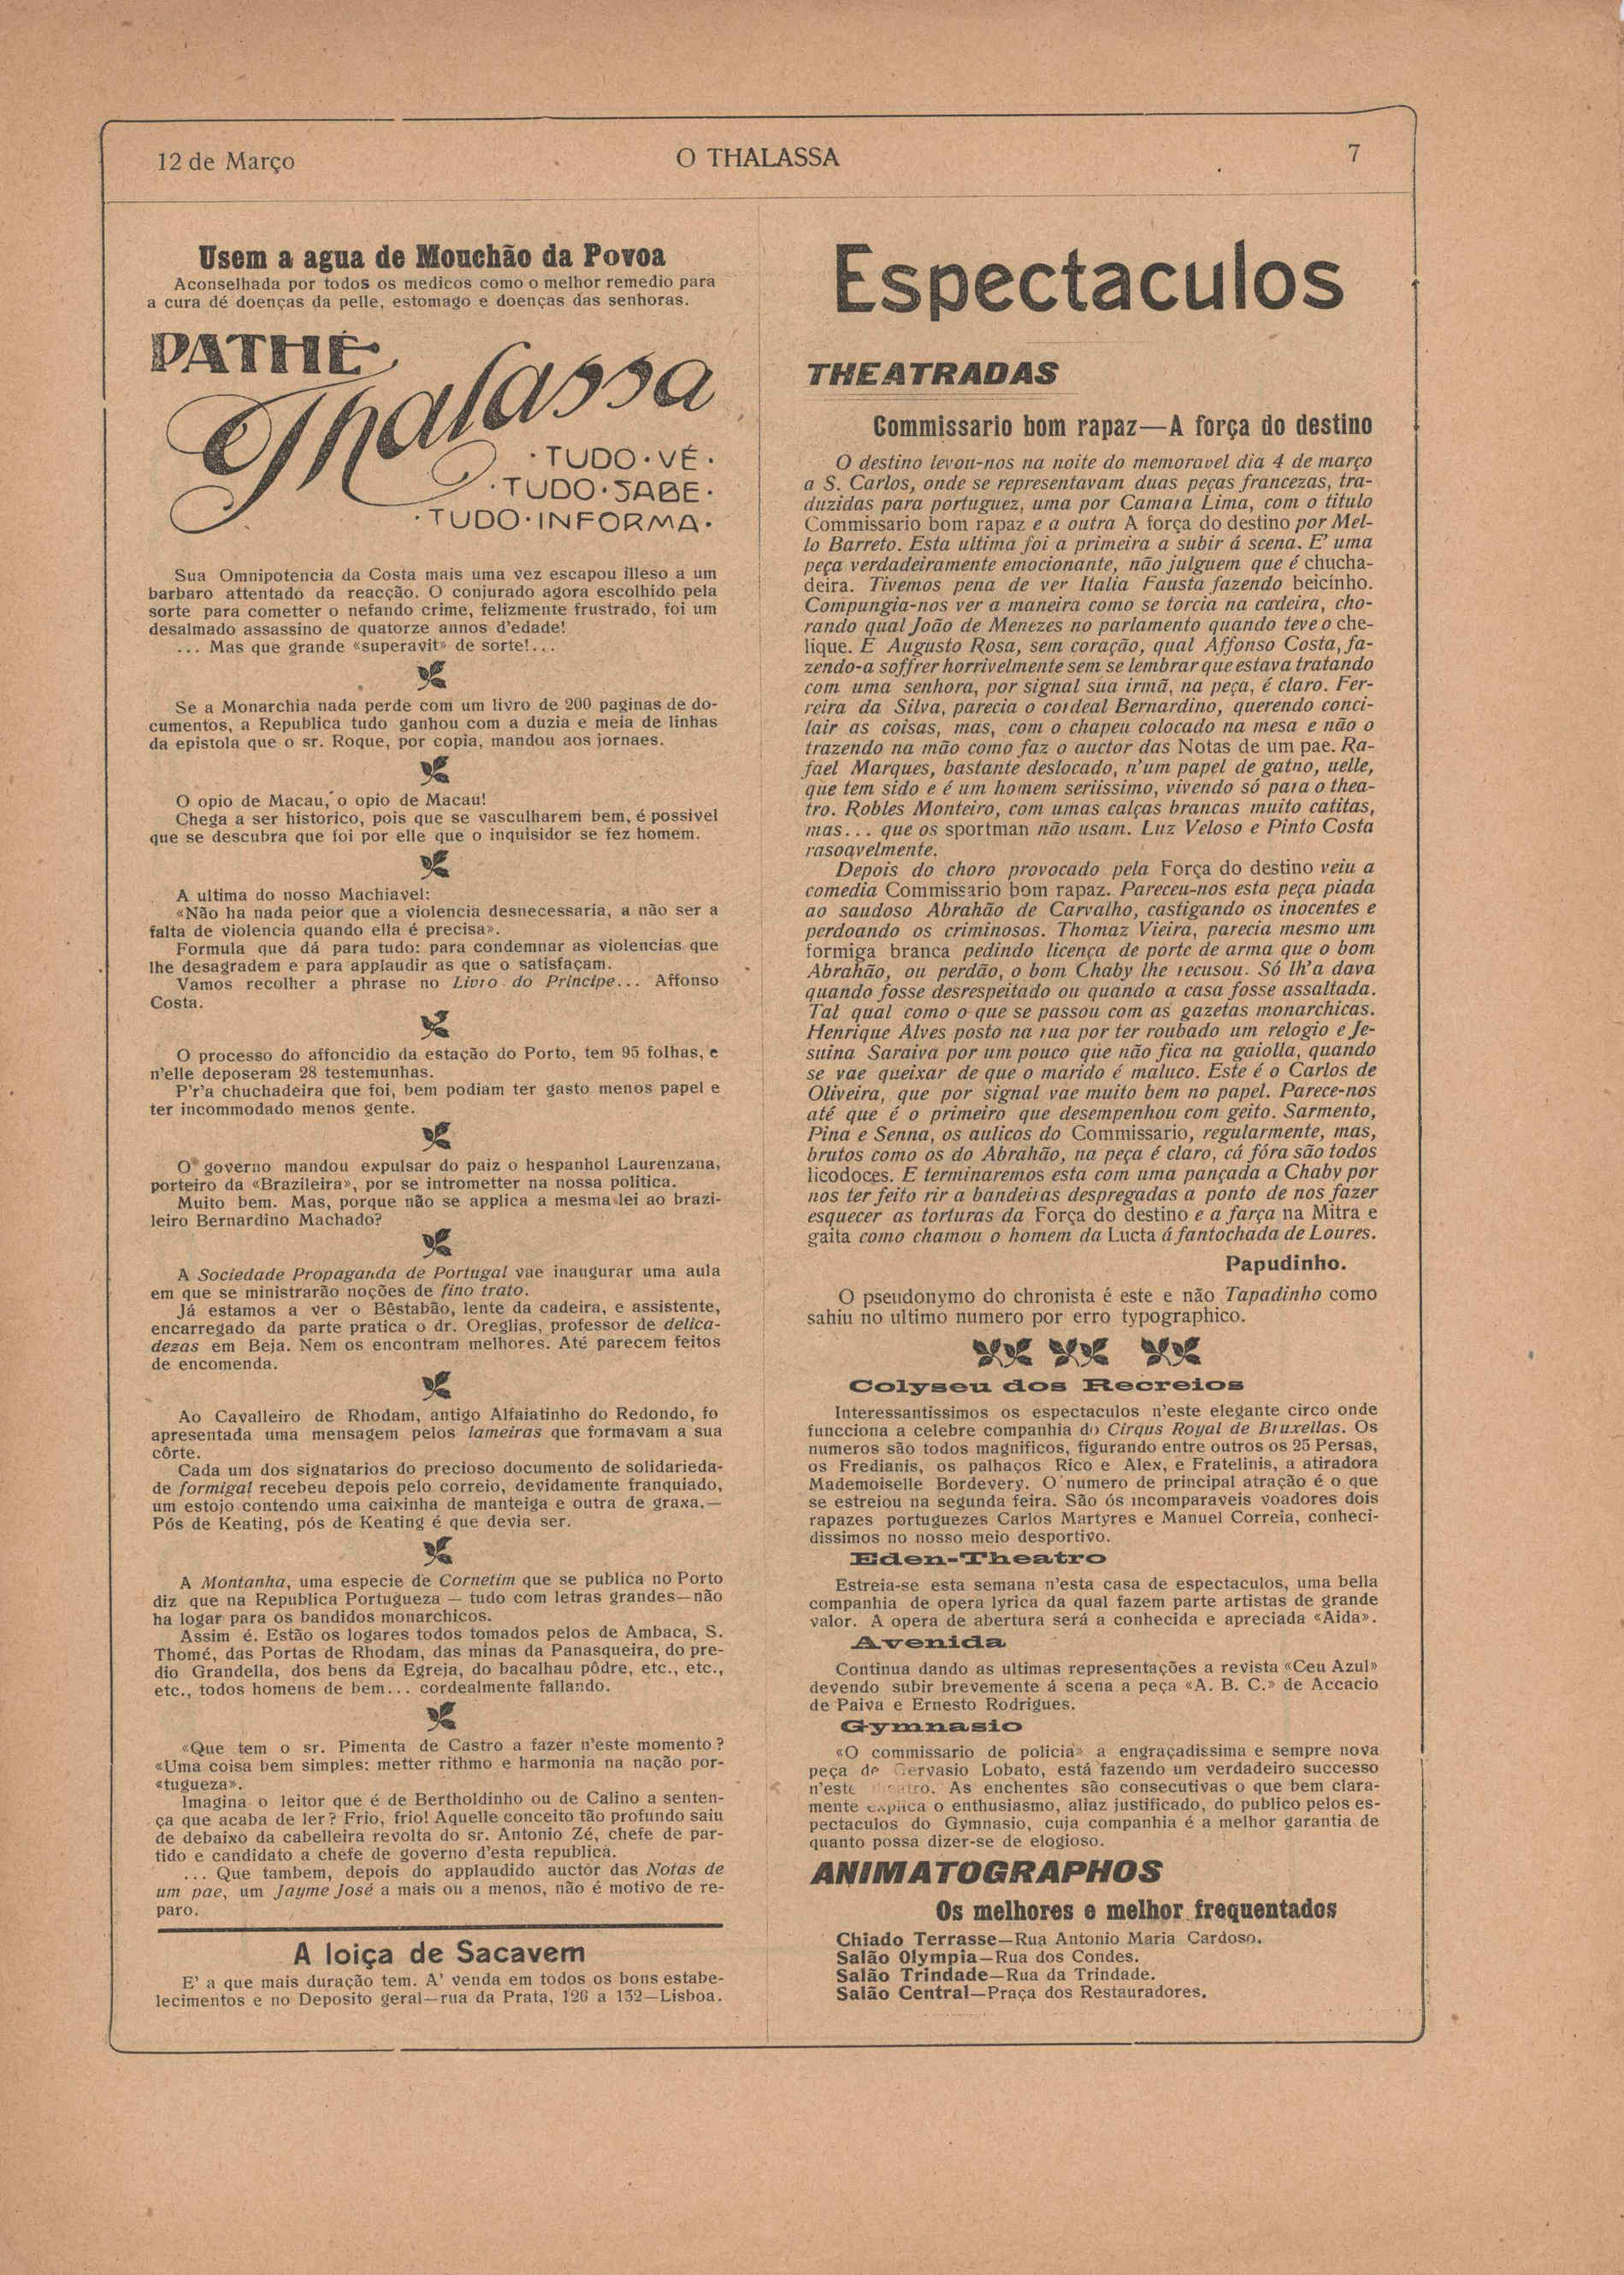 12 de Março
O THALASSA
7
Usem a agua de Mouchão da Povoa
Aconselhada por todos os medicos como o melhor remedio para
a cura dé doenças da pelle, estomago e doenças das senhoras.
PATHÉ
Thalassa
· TUDO · VÊ ·
· TUDO · SABE ·
· TUDO · INFORMA ·
Sua Omnipotencia da Costa mais uma vez escapou illeso a um
barbaro attentado da reacção. O conjurado agora escolhido pela
sorte para cometter o nefando crime, felizmente frustrado, foi um
desalmado assassino de quatorze annos d'edade!
... Mas que grande «superavit» de sorte!...
Se a Monarchia nada perde com um livro de 200 paginas de do-
cumentos, a Republica tudo ganhou com a duzia e meia de linhas
da epistola que o sr. Roque, por copia, mandou aos jornaes.
O opio de Macau, o opio de Macau!
Chega a ser historico, pois que se vasculharem bem, é possivel
que se descubra que foi por elle que o inquisidor se fez homem.
A ultima do nosso Machiavel:
«Não ha nada peior que a violencia desnecessaria, a não ser a
falta de violencia quando ella é precisa».
Formula que dá para tudo: para condemnar as violencias que
lhe desagradem e para applaudir as que o satisfaçam.
Vamos recolher a phrase no Livro do Principe... Affonso
Costa.
O processo do affoncidio da estação do Porto, tem 95 folhas, e
n'elle deposeram 28 testemunhas.
P'r'a chuchadeira que foi, bem podiam ter gasto menos papel e
ter incommodado menos gente.
O governo mandou expulsar do paiz o hespanhol Laurenzana,
porteiro da «Brazileira», por se intrometter na nossa politica.
Muito bem. Mas, porque não se applica a mesma lei ao brazi-
leiro Bernardino Machado?
A Sociedade Propaganda de Portugal vae inaugurar uma aula
em que se ministrarão noções de fino trato.
Já estamos a ver o Bêstabão, lente da cadeira, e assistente,
encarregado da parte pratica o dr. Oreglias, professor de delica-
dezas em Beja. Nem os encontram melhores. Até parecem feitos
de encomenda.
Ao Cavalleiro de Rhodam, antigo Alfaiatinho do Redondo, fo
apresentada uma mensagem pelos lameiras que formavam a sua
côrte.
Cada um dos signatarios do precioso documento de solidarieda-
de formigal recebeu depois pelo correio, devidamente franquiado,
um estojo contendo uma caixinha de manteiga e outra de graxa.—
Pós de Keating, pós de Keating é que devia ser.
A Montanha, uma especie de Cornetim que se publica no Porto
diz que na Republica Portugueza — tudo com letras grandes—não
ha logar para os bandidos monarchicos.
Assim é. Estão os logares todos tomados pelos de Ambaca, S.
Thomé, das Portas de Rhodam, das minas da Panasqueira, do pre-
dio Grandella, dos bens da Egreja, do bacalhau pôdre, etc., etc.,
etc., todos homens de bem... cordealmente fallando.
«Que tem o sr. Pimenta de Castro a fazer n'este momento?
«Uma coisa bem simples: metter rithmo e harmonia na nação por-
«tugueza».
Imagina o leitor que é de Bertholdinho ou de Calino a senten-
ça que acaba de ler? Frio, frio! Aquelle conceito tão profundo saiu
de debaixo da cabelleira revolta do sr. Antonio Zé, chefe de par-
tido e candidato a chefe de governo d'esta republica.
... Que tambem, depois do applaudido auctor das Notas de
um pae, um Jayme José a mais ou a menos, não é motivo de re-
paro.
A loiça de Sacavem
E' a que mais duração tem. A' venda em todos os bons estabe-
lecimentos e no Deposito geral—rua da Prata, 126 a 132—Lisboa.
Espectaculos
THEATRADAS
Commissario bom rapaz—A força do destino
O destino levou-nos na noite do memoravel dia 4 de março
a S. Carlos, onde se representavam duas peças francezas, tra-
duzidas para portuguez, uma por Camara Lima, com o titulo
Commissario bom rapaz e a outra A força do destino por Mel-
lo Barreto. Esta ultima foi a primeira a subir á scena. E' uma
peça verdadeiramente emocionante, não julguem que é chucha-
deira. Tivemos pena de ver Italia Fausta fazendo beicinho.
Compungia-nos ver a maneira como se torcia na cadeira, cho-
rando qual João de Menezes no parlamento quando teve o che-
lique. E Augusto Rosa, sem coração, qual Affonso Costa, fa-
zendo-a soffrer horrivelmente sem se lembrar que estava tratando
com uma senhora, por signal sua irmã, na peça, é claro. Fer-
reira da Silva, parecia o cordeal Bernardino, querendo conci-
lair as coisas, mas, com o chapeu colocado na mesa e não o
trazendo na mão como faz o auctor das Notas de um pae. Ra-
fael Marques, bastante deslocado, n'um papel de gatno, uelle,
que tem sido e é um homem seriissimo, vivendo só para o thea-
tro. Robles Monteiro, com umas calças brancas muito catitas,
mas... que os sportman não usam. Luz Veloso e Pinto Costa
rasoavelmente.
Depois do choro provocado pela Força do destino veiu a
comedia Commissario bom rapaz. Pareceu-nos esta peça piada
ao saudoso Abrahão de Carvalho, castigando os inocentes e
perdoando os criminosos. Thomaz Vieira, parecia mesmo um
formiga branca pedindo licença de porte de arma que o bom
Abrahão, ou perdão, o bom Chaby lhe recusou. Só lh'a dava
quando fosse desrespeitado ou quando a casa fosse assaltada.
Tal qual como o que se passou com as gazetas monarchicas.
Henrique Alves posto na rua por ter roubado um relogio e Je-
suina Saraiva por um pouco que não fica na gaiolla, quando
se vae queixar de que o marido é maluco. Este é o Carlos de
Oliveira, que por signal vae muito bem no papel. Parece-nos
até que é o primeiro que desempenhou com geito. Sarmento,
Pina e Senna, os aulicos do Commissario, regularmente, mas,
brutos como os do Abrahão, na peça é claro, cá fóra são todos
licodoces. E terminaremos esta com uma pançada a Chaby por
nos ter feito rir a bandeiras despregadas a ponto de nos fazer
esquecer as torturas da Força do destino e a farça na Mitra e
gaita como chamou o homem da Lucta á fantochada de Loures.
Papudinho.
O pseudonymo do chronista é este e não Tapadinho como
sahiu no ultimo numero por erro typographico.
Colyseu dos Recreios
Interessantissimos os espectaculos n'este elegante circo onde
funcciona a celebre companhia do Cirqus Royal de Bruxellas. Os
numeros são todos magnificos, figurando entre outros os 25 Persas,
os Fredianis, os palhaços Rico e Alex, e Fratelinis, a atiradora
Mademoiselle Bordevery. O numero de principal atração é o que
se estreiou na segunda feira. São ós incomparaveis voadores dois
rapazes portuguezes Carlos Martyres e Manuel Correia, conheci-
dissimos no nosso meio desportivo.
Eden-Theatro
Estreia-se esta semana n'esta casa de espectaculos, uma bella
companhia de opera lyrica da qual fazem parte artistas de grande
valor. A opera de abertura será a conhecida e apreciada «Aida».
Avenida
Continua dando as ultimas representações a revista «Ceu Azul»
devendo subir brevemente á scena a peça «A. B. C.» de Accacio
de Paiva e Ernesto Rodrigues.
Gymnasio
«O commissario de policia» a engraçadissima e sempre nova
peça de Gervasio Lobato, está fazendo um verdadeiro successo
n'este theatro. As enchentes são consecutivas o que bem clara-
mente explica o enthusiasmo, aliaz justificado, do publico pelos es-
pectaculos do Gymnasio, cuja companhia é a melhor garantia de
quanto possa dizer-se de elogioso.
ANIMATOGRAPHOS
Os melhores e melhor frequentados
Chiado Terrasse—Rua Antonio Maria Cardoso.
Salão Olympia—Rua dos Condes.
Salão Trindade—Rua da Trindade.
Salão Central—Praça dos Restauradores.